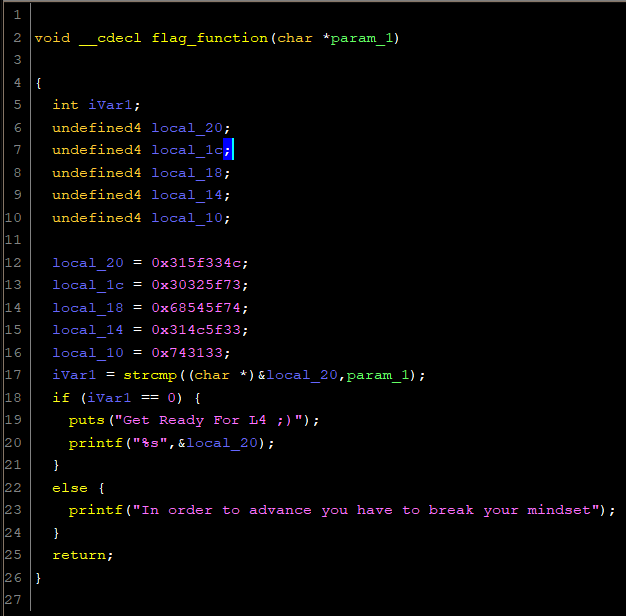 1
2 void __cdecl flag_function(char *param_1)
3
4 {
5   int iVar1;
6   undefined4 local_20;
7   undefined4 local_1c;
8   undefined4 local_18;
9   undefined4 local_14;
10   undefined4 local_10;
11
12   local_20 = 0x315f334c;
13   local_1c = 0x30325f73;
14   local_18 = 0x68545f74;
15   local_14 = 0x314c5f33;
16   local_10 = 0x743133;
17   iVar1 = strcmp((char *)&local_20,param_1);
18   if (iVar1 == 0) {
19     puts("Get Ready For L4 ;)");
20     printf("%s",&local_20);
21   }
22   else {
23     printf("In order to advance you have to break your mindset");
24   }
25   return;
26 }
27